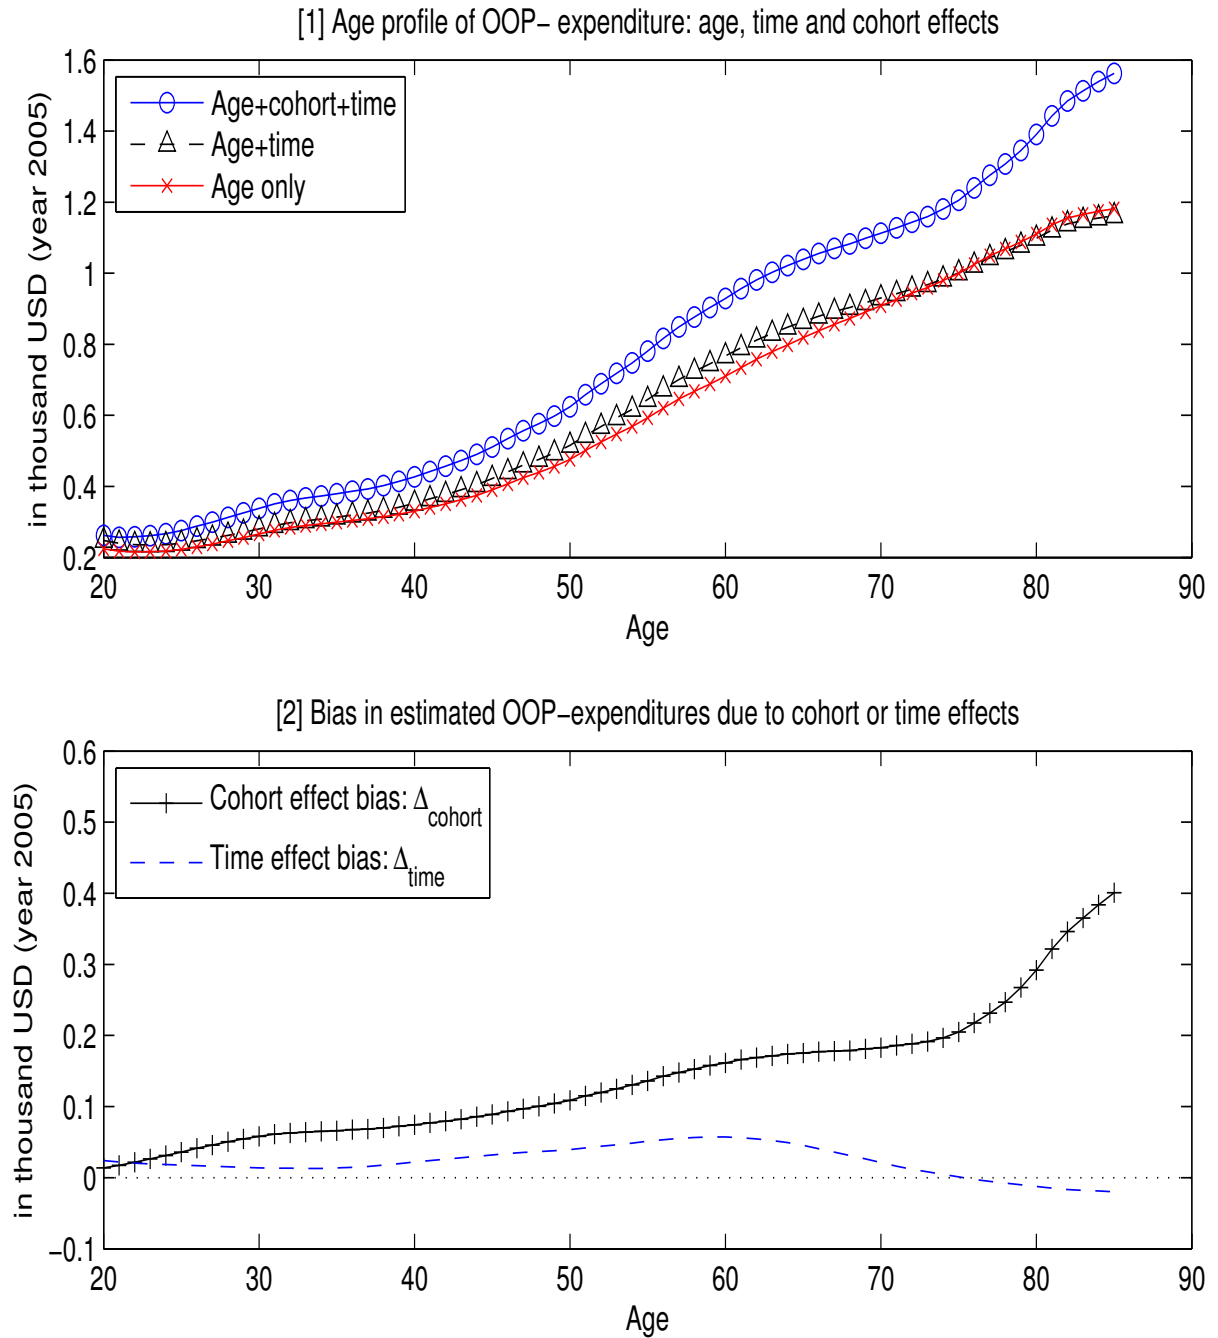 [1] Age profile of OOP− expenditure: age, time and cohort effects
1.6
1.4
1.2
1
0.8
0.6
0.4
0.2
in thousand USD (year 2005)
Age+cohort+time
Age+time
Age only
20 30 40 50 60 70 80 90
Age
[2] Bias in estimated OOP−expenditures due to cohort or time effects
0.6
0.5
0.4
0.3
0.2
0.1
0
−0.1
in thousand USD (year 2005)
Cohort effect bias: Δcohort
Time effect bias: Δtime
20 30 40 50 60 70 80 90
Age